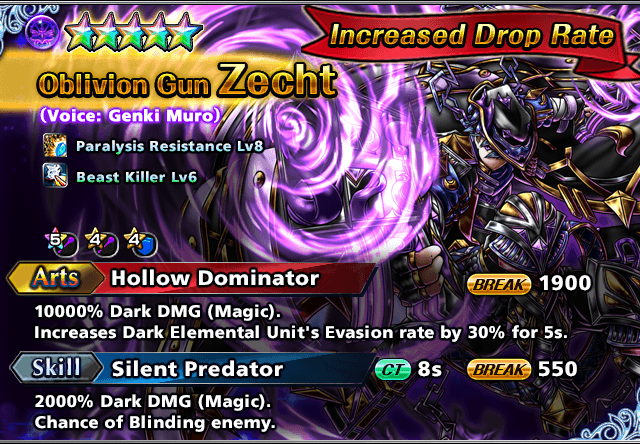 Increased Drop Rate
Oblivion Gun Zecht
(Voice: Genki Muro)
Paralysis Resistance Lv8
Beast Killer Lv6
5 4 4
Arts Hollow Dominator BREAK 1900
10000% Dark DMG (Magic).
Increases Dark Elemental Unit's Evasion rate by 30% for 5s.
Skill Silent Predator CT 8s BREAK 550
2000% Dark DMG (Magic).
Chance of Blinding enemy.